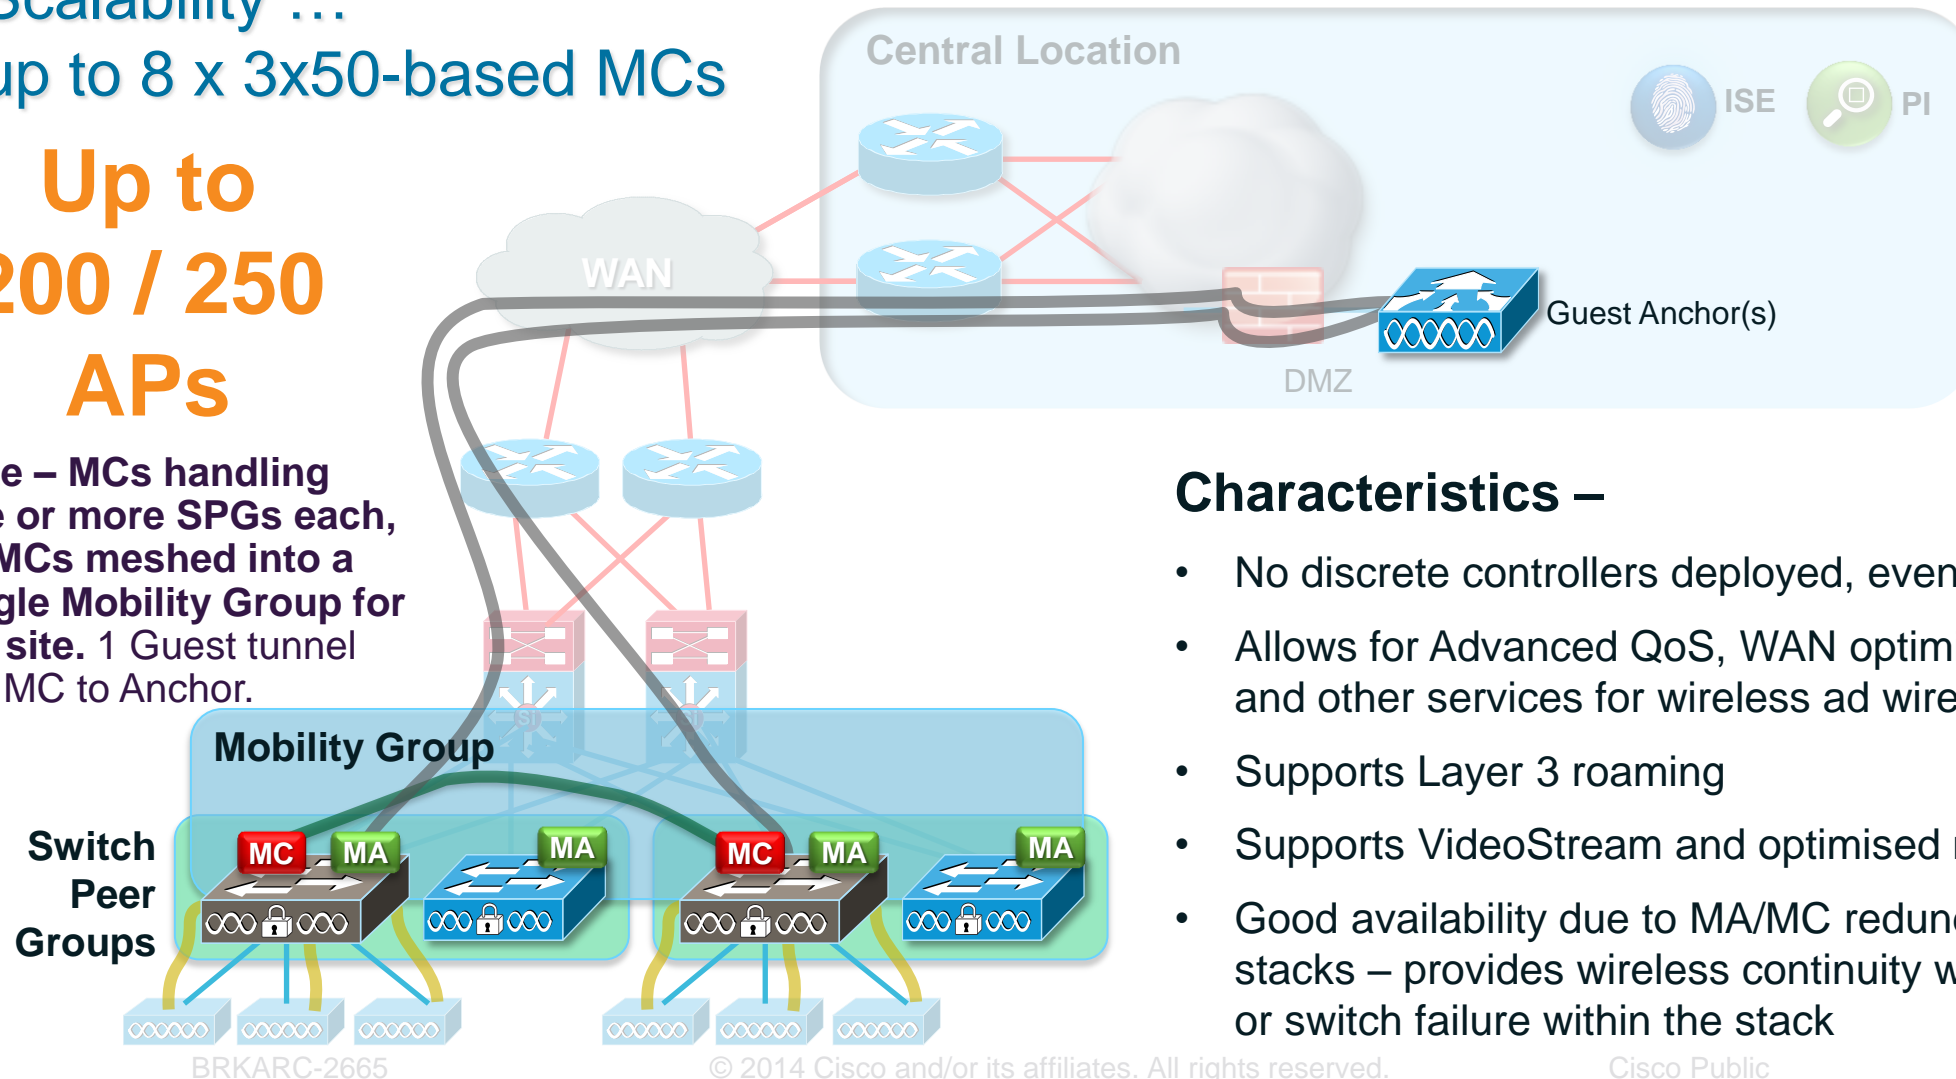 Scalability …
up to 8 x 3x50-based MCs
Up to
200 / 250
APs
– MCs handling
or more SPGs each,
MCs meshed into a
Mobility Group for
site. 1 Guest tunnel
MC to Anchor.
Central Location
ISE
PI
WAN
Guest Anchor(s)
DMZ
Characteristics –
• No discrete controllers deployed, even
• Allows for Advanced QoS, WAN
and other services for wireless ad
• Supports Layer 3 roaming
• Supports VideoStream and optimised
• Good availability due to MA/MC
stacks – provides wireless continuity
or switch failure within the stack
Si
Si
Mobility Group
Switch
Peer
Groups
MC MA MA MC MA MA
BRKARC-2665 © 2014 Cisco and/or its affiliates. All rights reserved. Cisco Public